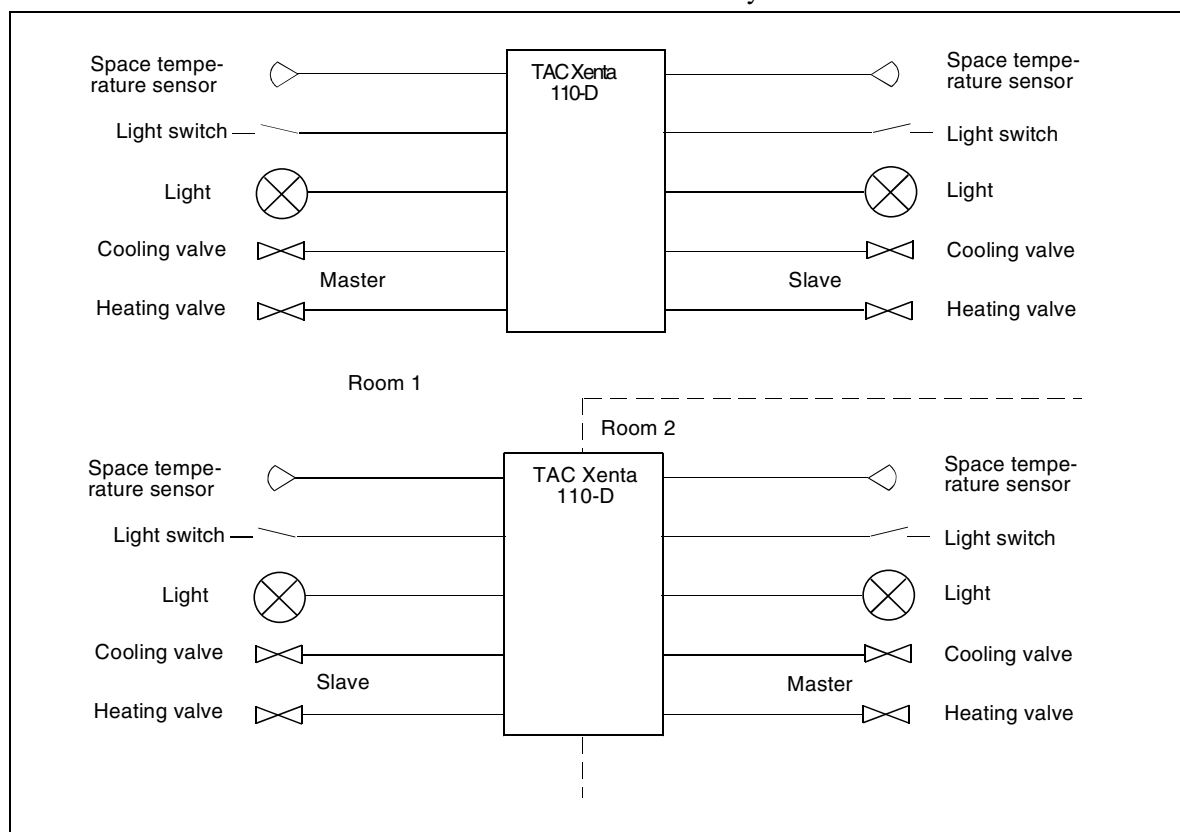 y
Space tempe-
rature sensor
TAC Xenta
110-D
Space tempe-
rature sensor
Light switch
Light switch
Light
Light
Cooling valve
Cooling valve
Master
Slave
Heating valve
Heating valve
Room 1
Room 2
Space tempe-
rature sensor
TAC Xenta
110-D
Space tempe-
rature sensor
Light switch
Light switch
Light
Light
Cooling valve
Cooling valve
Slave
Master
Heating valve
Heating valve